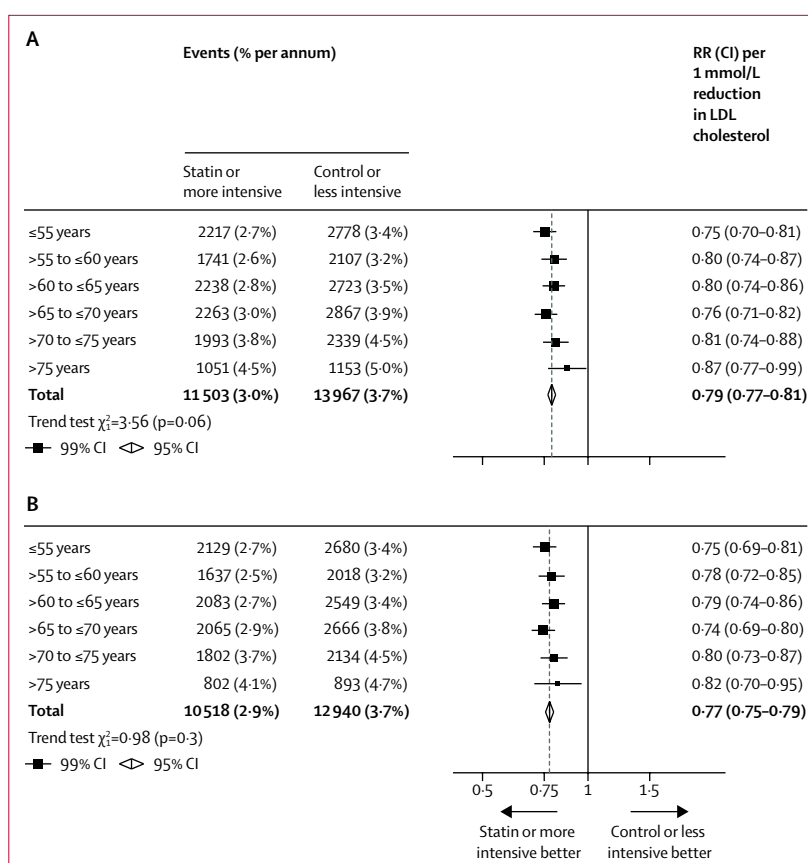 A
Events (% per annum)
RR (CI) per
1 mmol/L
reduction
in LDL
cholesterol
Statin or
more intensive
Control or
less intensive
≤55 years 2217 (2·7%) 2778 (3·4%) 0·75 (0·70–0·81)
>55 to ≤60 years 1741 (2·6%) 2107 (3·2%) 0·80 (0·74–0·87)
>60 to ≤65 years 2238 (2·8%) 2723 (3·5%) 0·80 (0·74–0·86)
>65 to ≤70 years 2263 (3·0%) 2867 (3·9%) 0·76 (0·71–0·82)
>70 to ≤75 years 1993 (3·8%) 2339 (4·5%) 0·81 (0·74–0·88)
>75 years 1051 (4·5%) 1153 (5·0%) 0·87 (0·77–0·99)
Total 11 503 (3·0%) 13 967 (3·7%) 0·79 (0·77–0·81)
Trend test χ²₁=3·56 (p=0·06)
99% CI 95% CI
0·5 0·75 1 1·5
B
≤55 years 2129 (2·7%) 2680 (3·4%) 0·75 (0·69–0·81)
>55 to ≤60 years 1637 (2·5%) 2018 (3·2%) 0·78 (0·72–0·85)
>60 to ≤65 years 2083 (2·7%) 2549 (3·4%) 0·79 (0·74–0·86)
>65 to ≤70 years 2065 (2·9%) 2666 (3·8%) 0·74 (0·69–0·80)
>70 to ≤75 years 1802 (3·7%) 2134 (4·5%) 0·80 (0·73–0·87)
>75 years 802 (4·1%) 893 (4·7%) 0·82 (0·70–0·95)
Total 10 518 (2·9%) 12 940 (3·7%) 0·77 (0·75–0·79)
Trend test χ²₁=0·98 (p=0·3)
99% CI 95% CI
0·5 0·75 1 1·5
Statin or more
intensive better
Control or less
intensive better